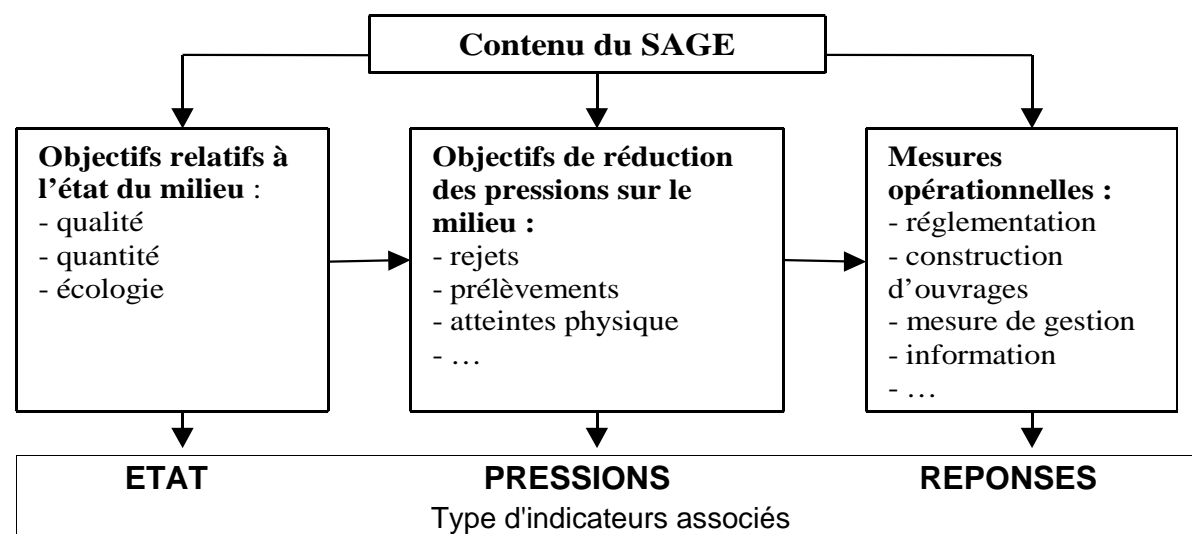 Contenu du SAGE
Objectifs relatifs à
l’état du milieu :
- qualité
- quantité
- écologie
Objectifs de réduction
des pressions sur le
milieu :
- rejets
- prélèvements
- atteintes physique
- …
Mesures
opérationnelles :
- réglementation
- construction
d’ouvrages
- mesure de gestion
- information
- …
ETAT
PRESSIONS
REPONSES
Type d'indicateurs associés